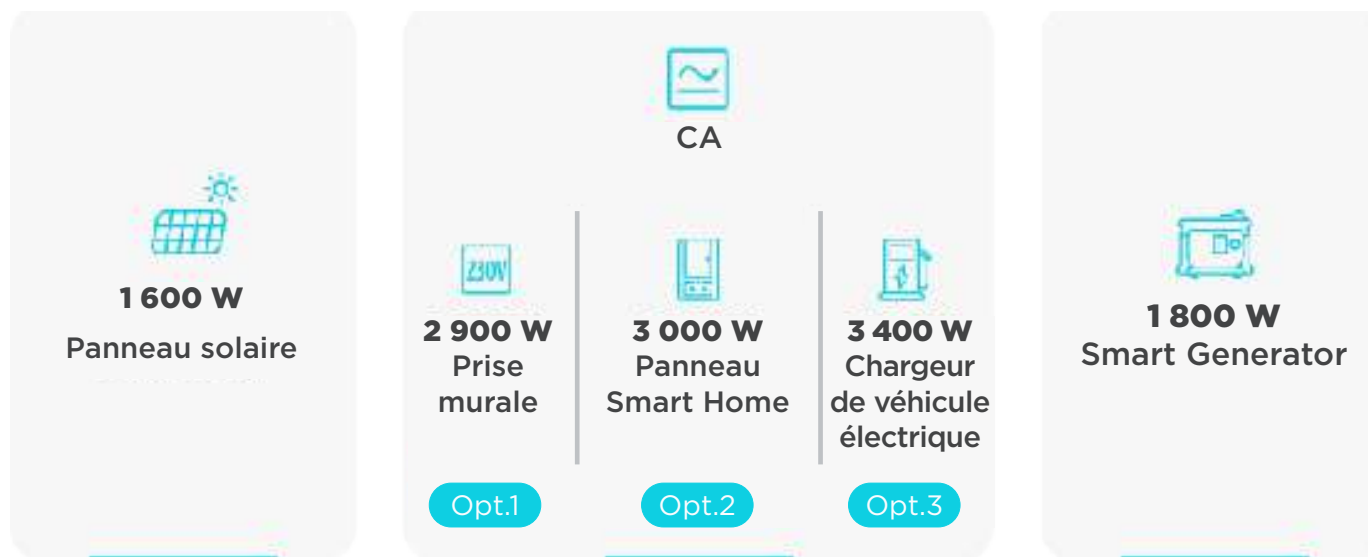 1 600 W
Panneau solaire
CA
230V
2 900 W
Prise
murale
Opt.1
3 000 W
Panneau
Smart Home
Opt.2
3 400 W
Chargeur
de véhicule
électrique
Opt.3
1 800 W
Smart Generator